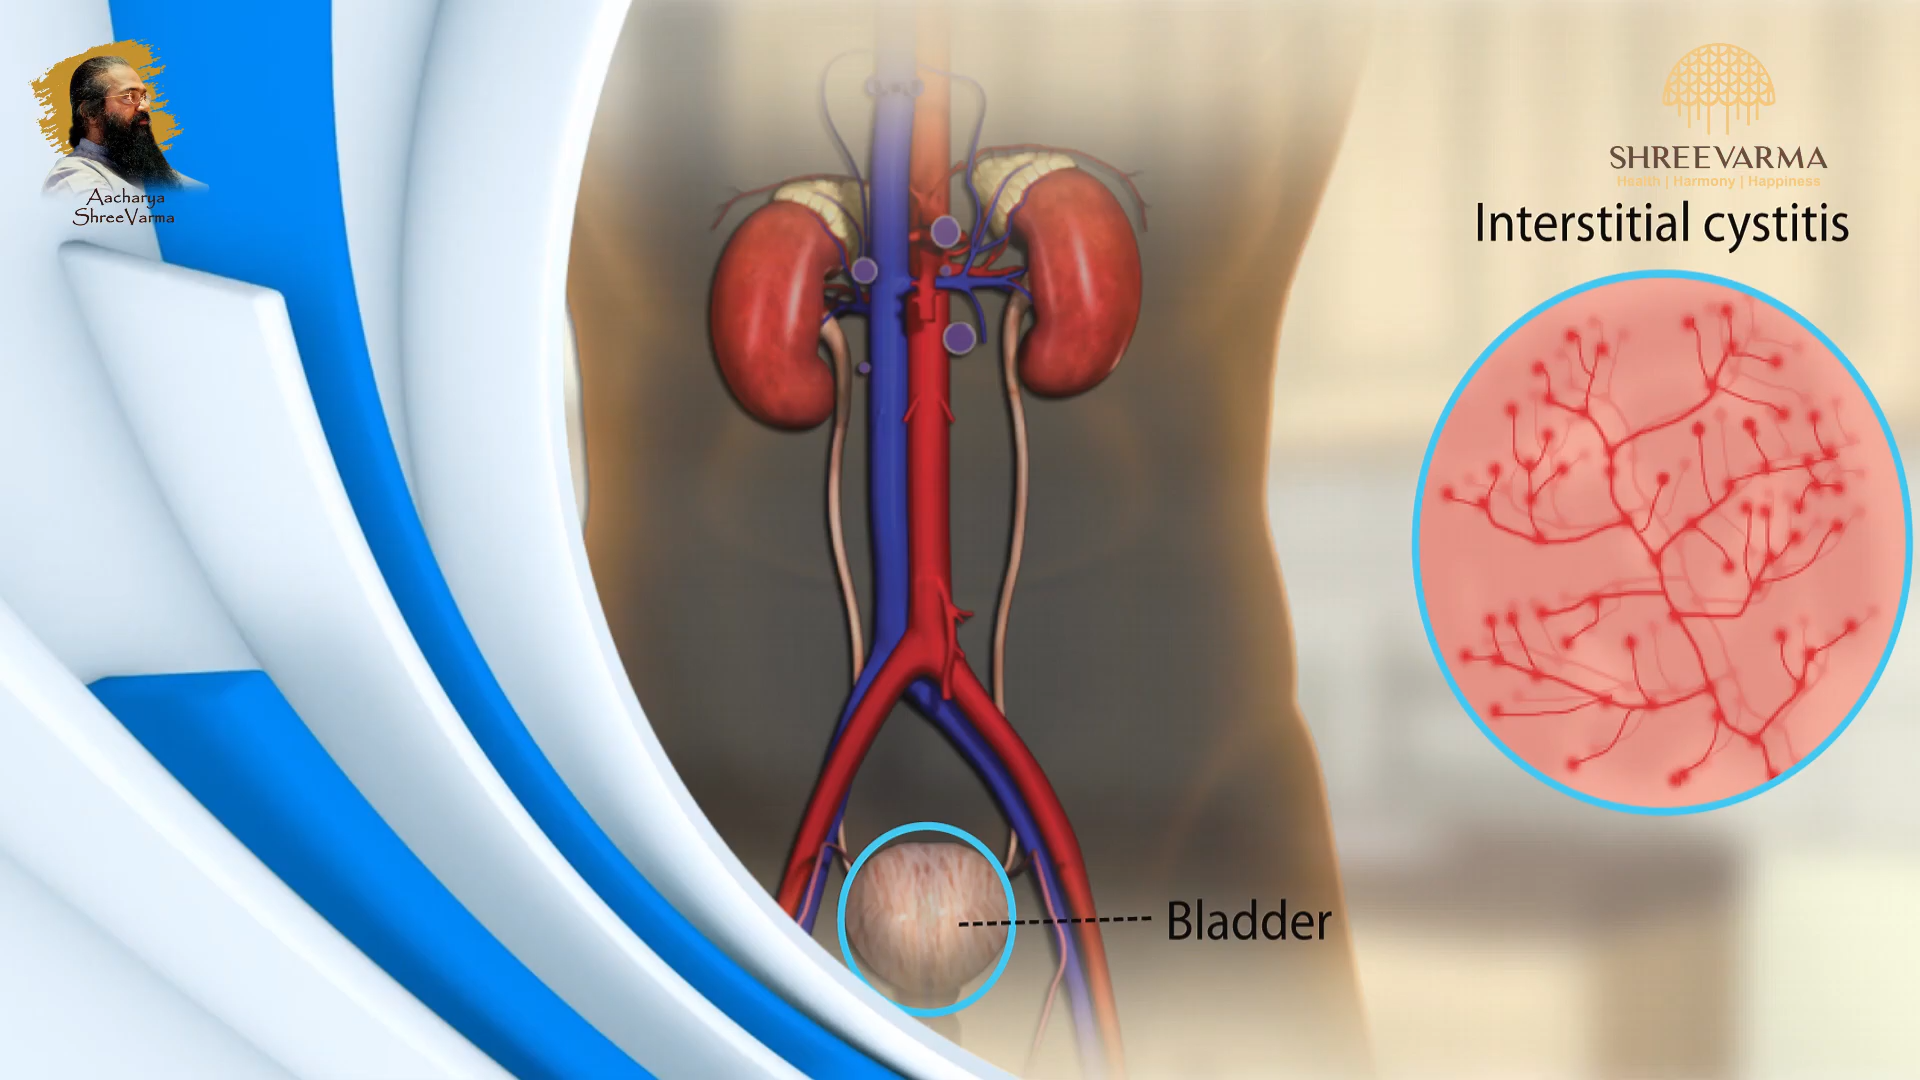 Aacharya
ShreeVarma
SHREEVARMA
Health | Harmony | Happiness
Interstitial cystitis
Bladder